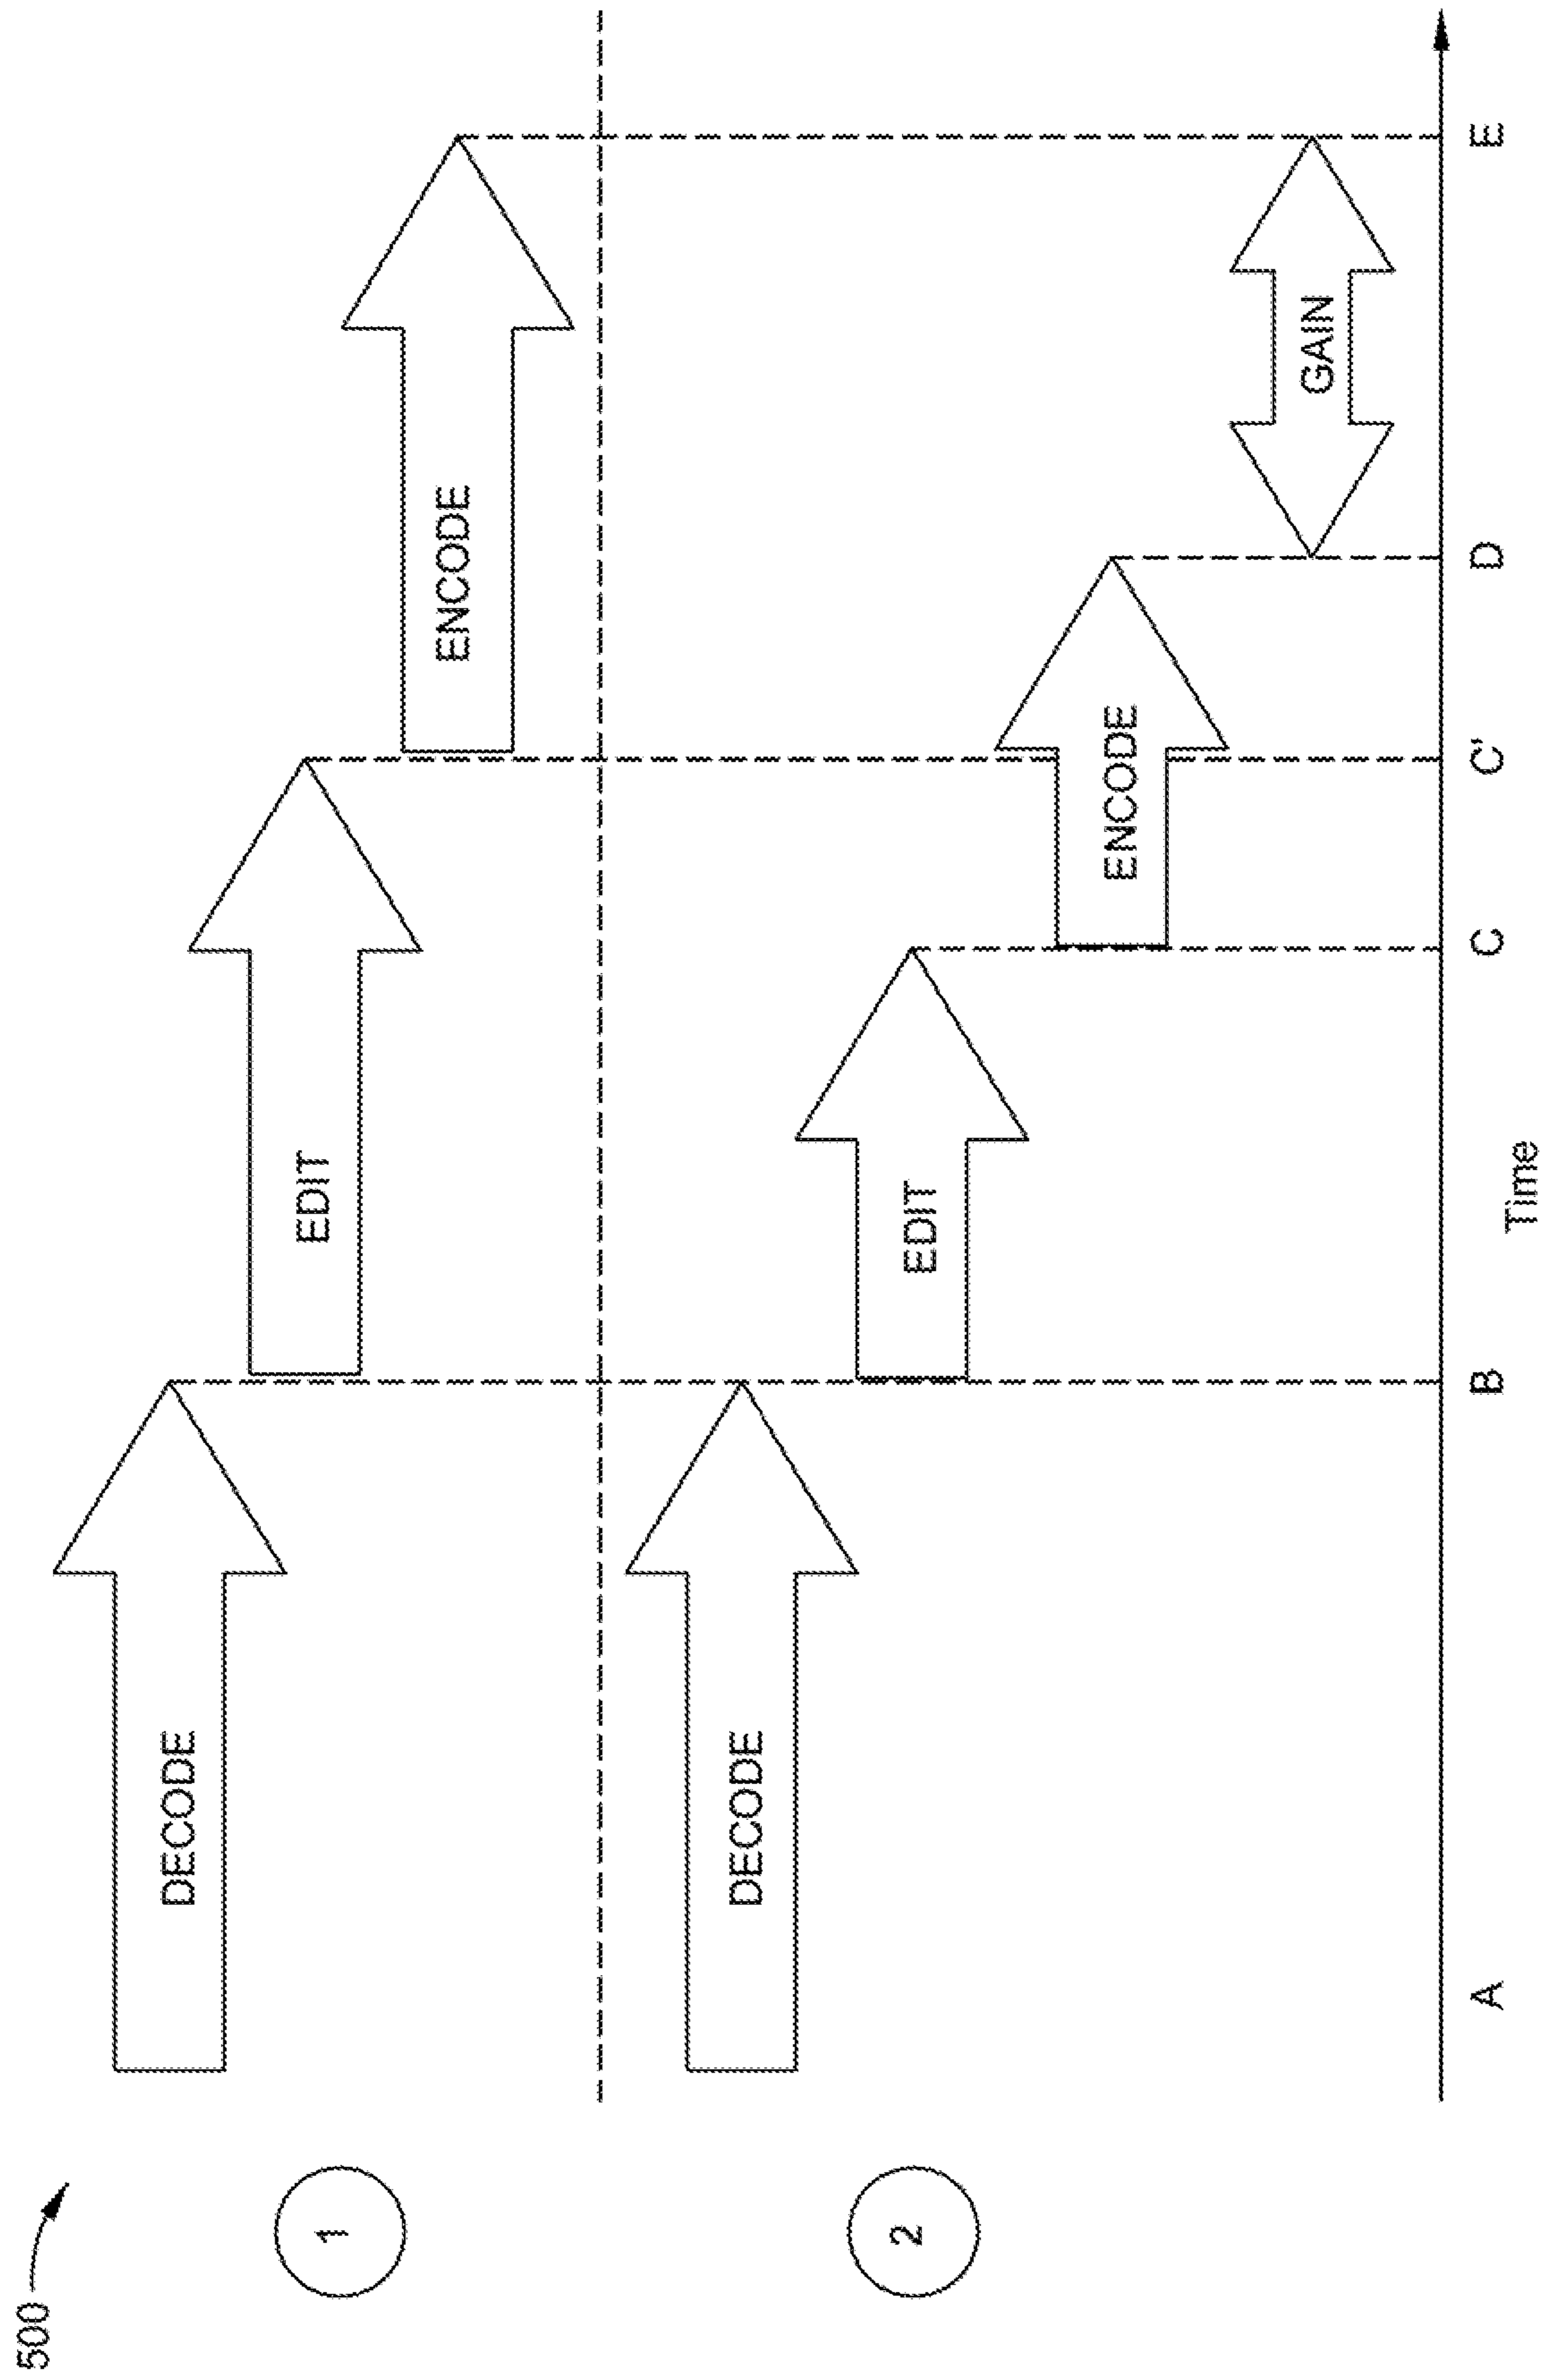 500
1
DECODE
EDIT
ENCODE
2
DECODE
EDIT
ENCODE
GAIN
A
B
C
C'
D
E
Time